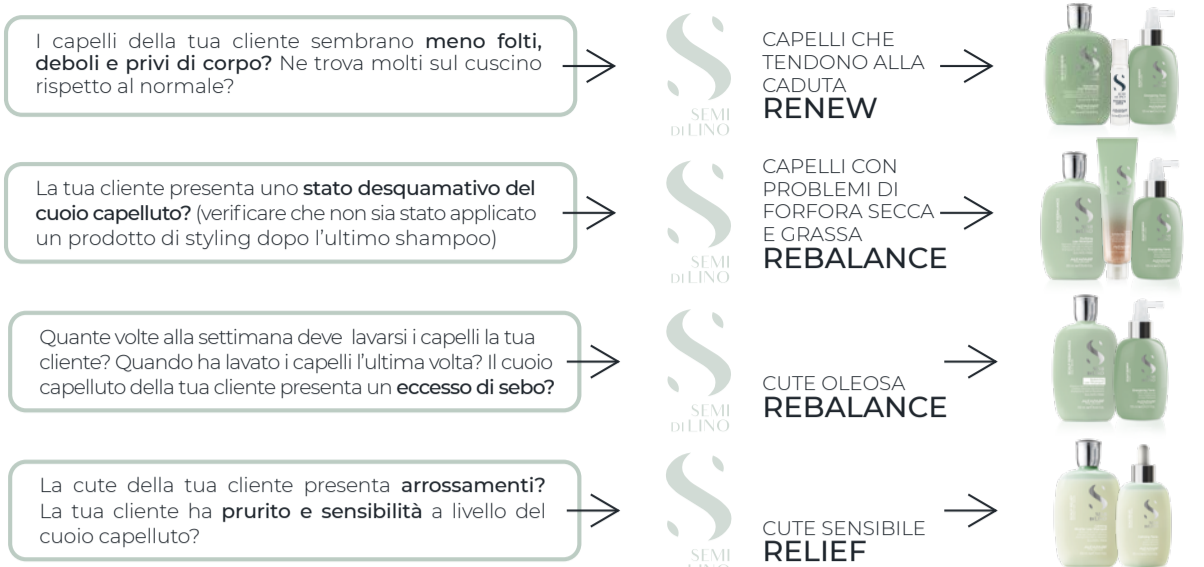 I capelli della tua cliente sembrano meno folti,
deboli e privi di corpo? Ne trova molti sul cuscino
rispetto al normale?
SEMI
DI LINO
CAPELLI CHE
TENDONO ALLA
CADUTA
RENEW
La tua cliente presenta uno stato desquamativo del
cuoio capelluto? (verificare che non sia stato applicato
un prodotto di styling dopo l'ultimo shampoo)
SEMI
DI LINO
CAPELLI CON
PROBLEMI DI
FORFORA SECCA
E GRASSA
REBALANCE
Quante volte alla settimana deve lavarsi i capelli la tua
cliente? Quando ha lavato i capelli l'ultima volta? Il cuoio
capelluto della tua cliente presenta un eccesso di sebo?
SEMI
DI LINO
CUTE OLEOSA
REBALANCE
La cute della tua cliente presenta arrossamenti?
La tua cliente ha prurito e sensibilità a livello del
cuoio capelluto?
SEMI
CUTE SENSIBILE
RELIEF